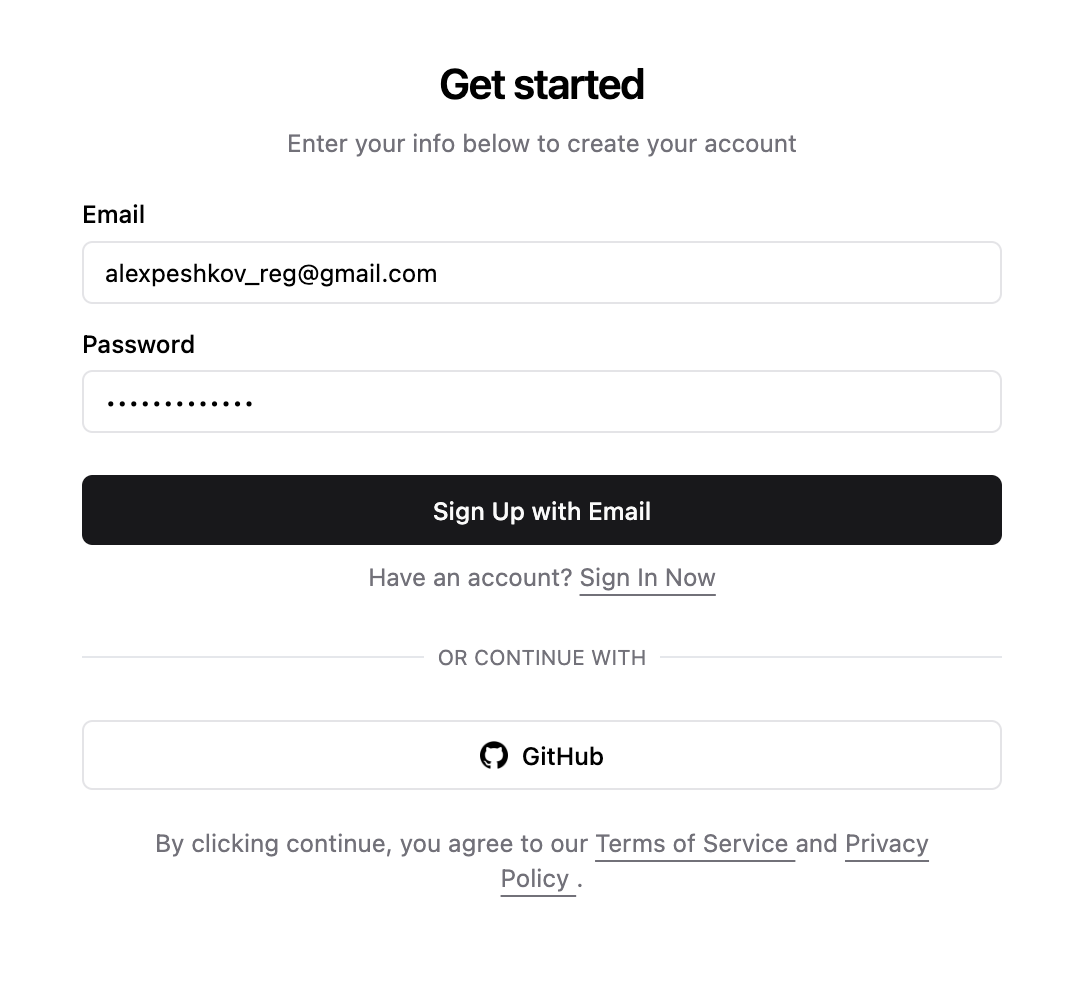 Get started
Enter your info below to create your account
Email
alexpeshkov_reg@gmail.com
Password
•••••••••••••
Sign Up with Email
Have an account? Sign In Now
OR CONTINUE WITH
GitHub
By clicking continue, you agree to our Terms of Service and Privacy
Policy .